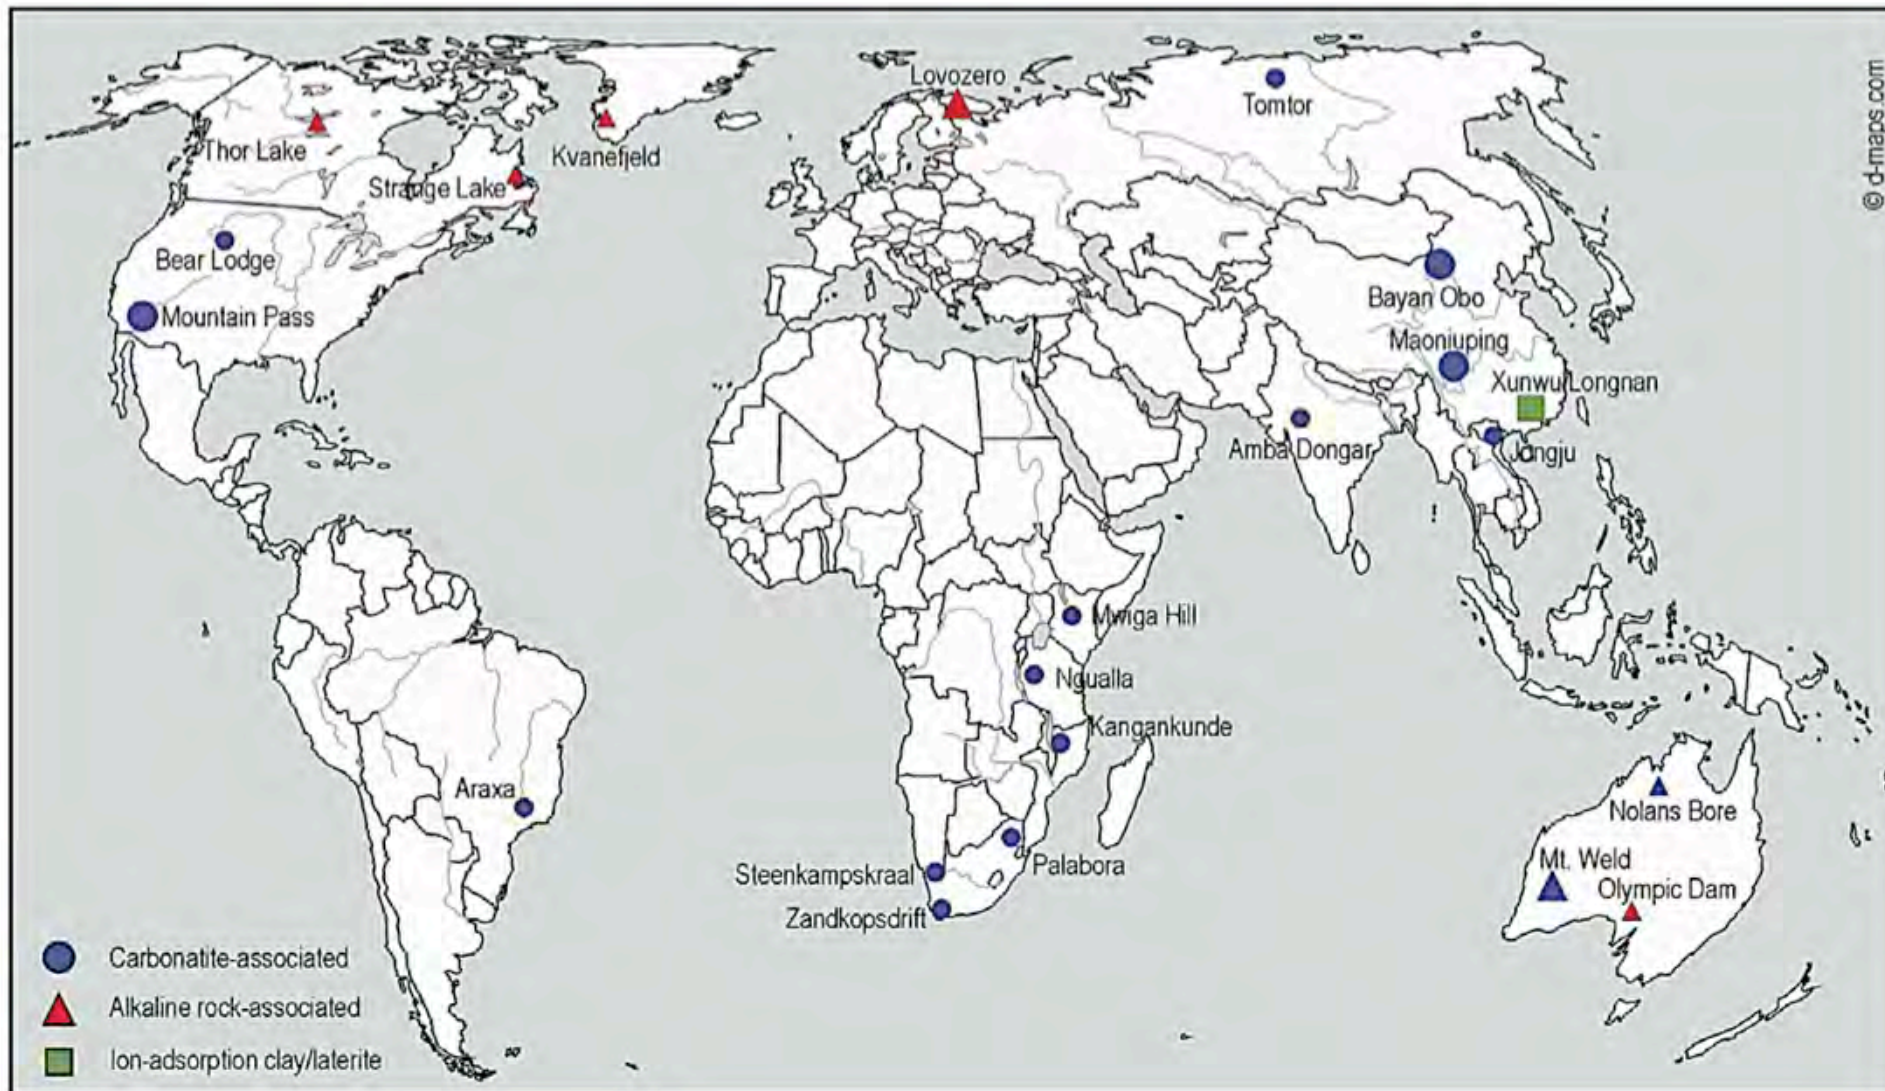 Lovozero
Tomtor
Thor Lake
Kvanefjeld
Strange Lake
Bear Lodge
Mountain Pass
Bayan Obo
Maoniuping
Xunwu/Longnan
Amba Dongar
Jongju
Mwiga Hill
Ngualla
Kangankunde
Araxa
Nolans Bore
Palabora
Mt. Weld
Steenkampskraal
Olympic Dam
Zandkopsdrift
Carbonatite-associated
Alkaline rock-associated
Ion-adsorption clay/laterite
© d-maps.com